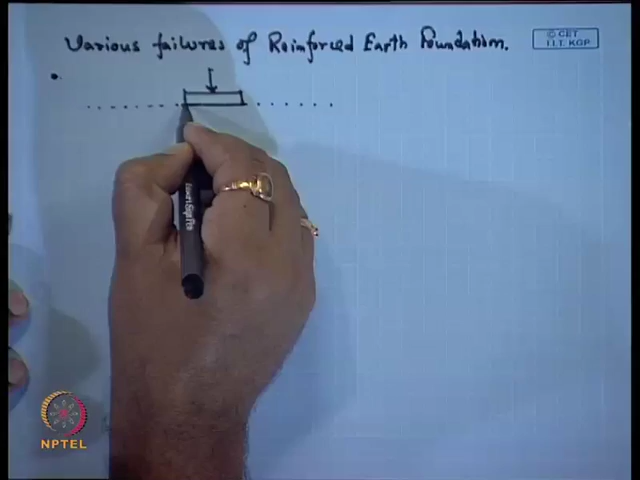 Various failures of Reinforced Earth Foundation.
© CET
I.I.T. KGP
NPTEL